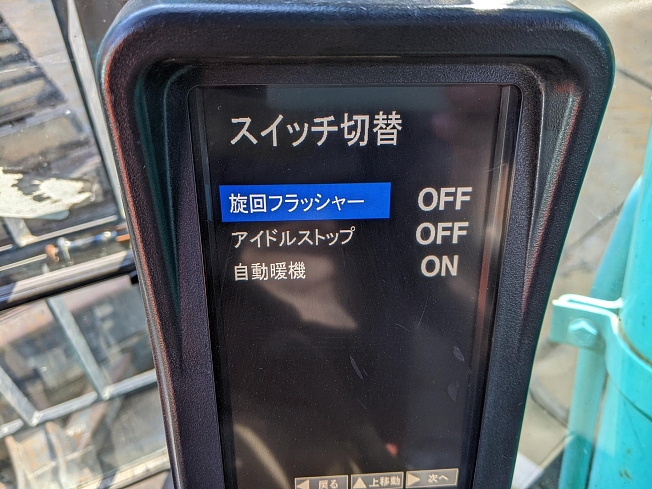 スイッチ切替
旋回フラッシャー OFF
アイドルストップ OFF
自動暖機 ON
◀ 戻る ▲上移動 ▶ 次へ